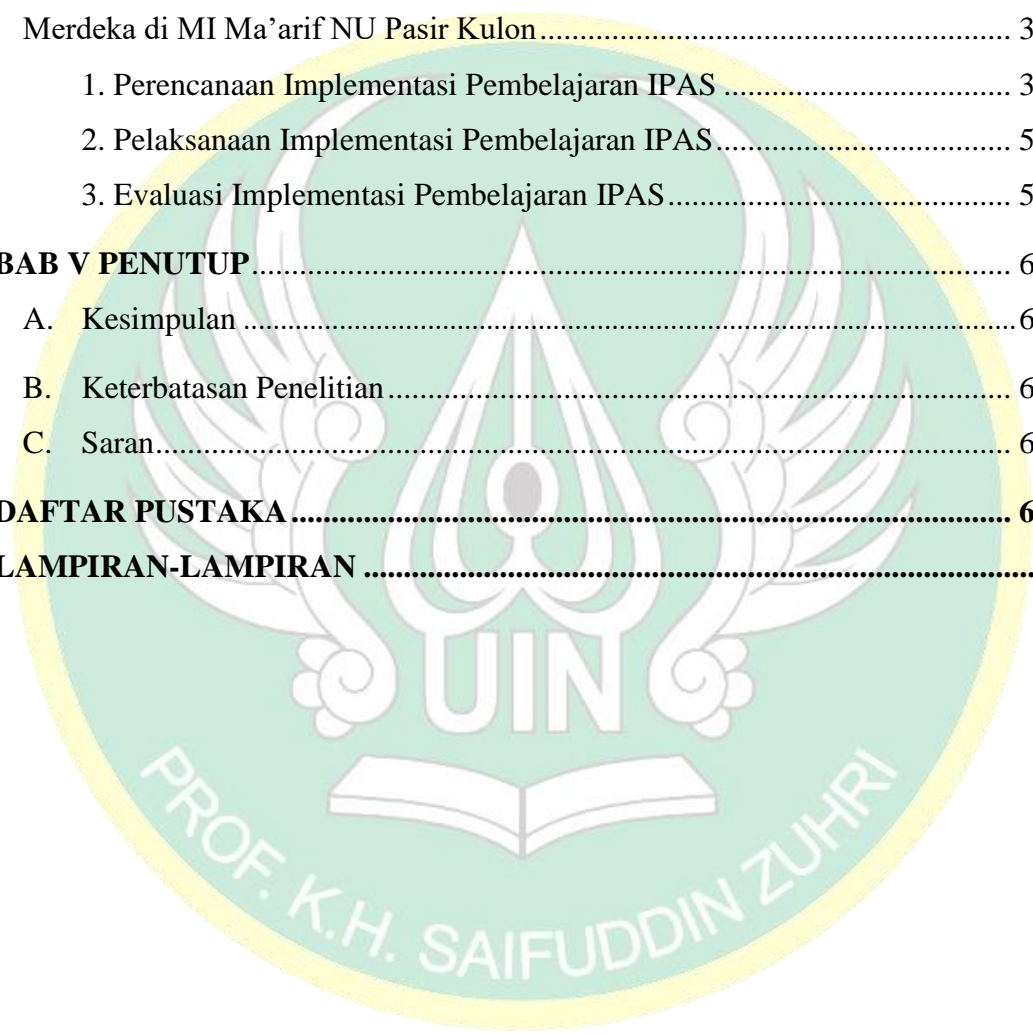 Merdeka di MI Ma’arif NU Pasir Kulon.......................................................... 3
1. Perencanaan Implementasi Pembelajaran IPAS ................................... 3
2. Pelaksanaan Implementasi Pembelajaran IPAS.................................... 5
3. Evaluasi Implementasi Pembelajaran IPAS.......................................... 5
BAB V PENUTUP................................................................................................ 6
A. Kesimpulan ..................................................................................................6
B. Keterbatasan Penelitian............................................................................. 6
C. Saran........................................................................................................... 6
DAFTAR PUSTAKA ........................................................................................... 6
LAMPIRAN-LAMPIRAN ....................................................................................
UIN
PROF. K.H. SAIFUDDIN ZUHRI